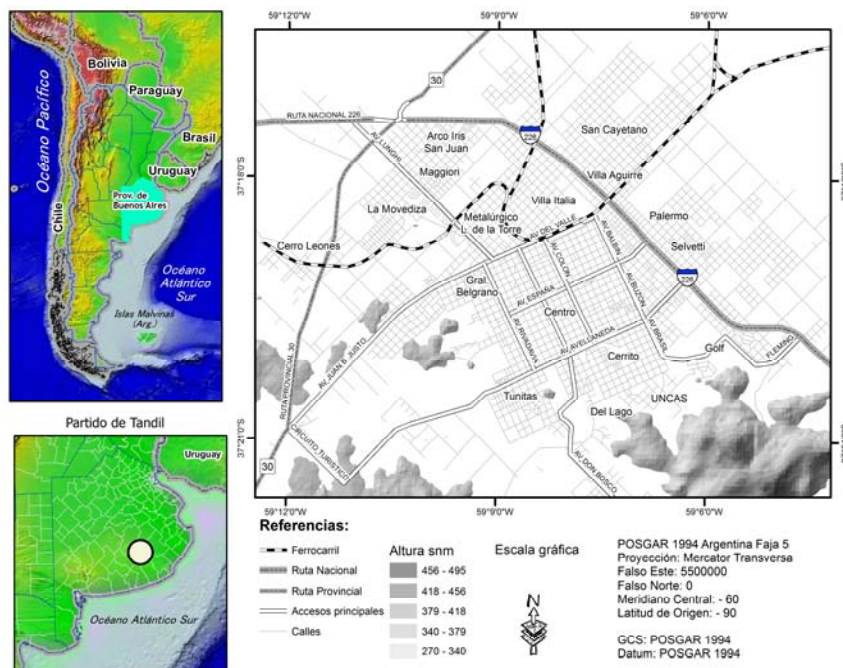 Océano Pacífico
Bolivia
Paraguay
Brasil
Uruguay
Prov. de
Buenos Aires
Chile
Océano
Atlántico
Sur
Islas Malvinas
(Arg.)
Partido de Tandil
Uruguay
Océano Atlántico Sur
59°12'0"W
59°9'0"W
59°6'0"W
37°18'0"S
37°21'0"S
30
RUTA NACIONAL 226
AV. LUNGHI
Arco Iris
San Juan
Maggiori
226
San Cayetano
Villa Aguirre
La Movediza
Metalúrgico
L. de la Torre
Villa Italia
AV DEL VALLE
Palermo
Selvetti
Cerro Leones
226
AV. BALBIN
AV. COLON
Gral.
Belgrano
AV. ESPAÑA
Centro
AV. BUZON
AV. RIVADAVIA
AV. AVELLANEDA
AV. BRASIL
AV. JUAN B. JUSTO
RUTA PROVINCIAL 30
Cerrito
Golf
FLEMING
Tunitas
UNCAS
Del Lago
CIRCUITO TURISTICO
AV. DON BOSCO
30
59°12'0"W
59°9'0"W
59°6'0"W
Referencias:
Ferrocarril
Ruta Nacional
Ruta Provincial
Accesos principales
Calles
Altura snm
456 - 495
418 - 456
379 - 418
340 - 379
270 - 340
Escala gráfica
N
POSGAR 1994 Argentina Faja 5
Proyección: Mercator Transversa
Falso Este: 5500000
Falso Norte: 0
Meridiano Central: - 60
Latitud de Origen: - 90
GCS: POSGAR 1994
Datum: POSGAR 1994